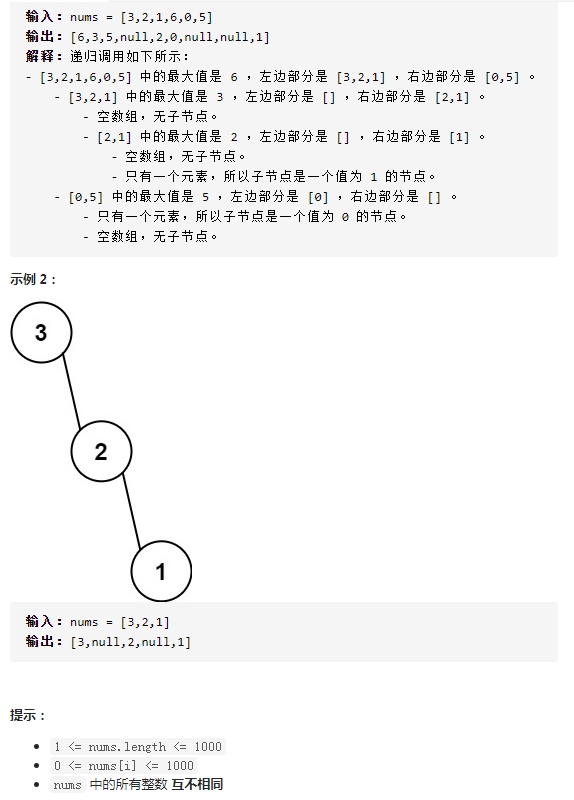 输入：nums = [3,2,1,6,0,5]
输出：[6,3,5,null,2,0,null,null,1]
解释：递归调用如下所示：
- [3,2,1,6,0,5] 中的最大值是 6 ，左边部分是 [3,2,1] ，右边部分是 [0,5] 。
- [3,2,1] 中的最大值是 3 ，左边部分是 [] ，右边部分是 [2,1] 。
- 空数组，无子节点。
- [2,1] 中的最大值是 2 ，左边部分是 [] ，右边部分是 [1] 。
- 空数组，无子节点。
- 只有一个元素，所以子节点是一个值为 1 的节点。
- [0,5] 中的最大值是 5 ，左边部分是 [0] ，右边部分是 [] 。
- 只有一个元素，所以子节点是一个值为 0 的节点。
- 空数组，无子节点。
示例 2：
3
2
1
输入：nums = [3,2,1]
输出：[3,null,2,null,1]
提示：
• 1 <= nums.length <= 1000
• 0 <= nums[i] <= 1000
• nums 中的所有整数 互不相同